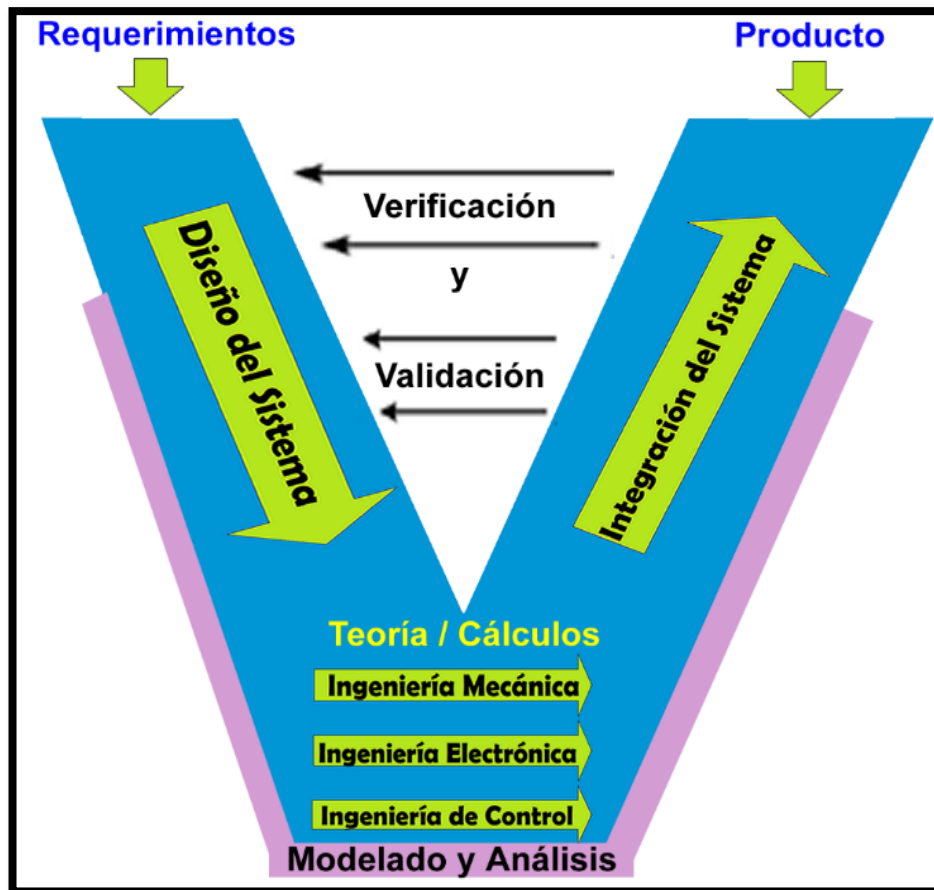 Requerimientos
Producto
Verificación
y
Validación
Diseño del Sistema
Integración del Sistema
Teoría / Cálculos
Ingeniería Mecánica
Ingeniería Electrónica
Ingeniería de Control
Modelado y Análisis